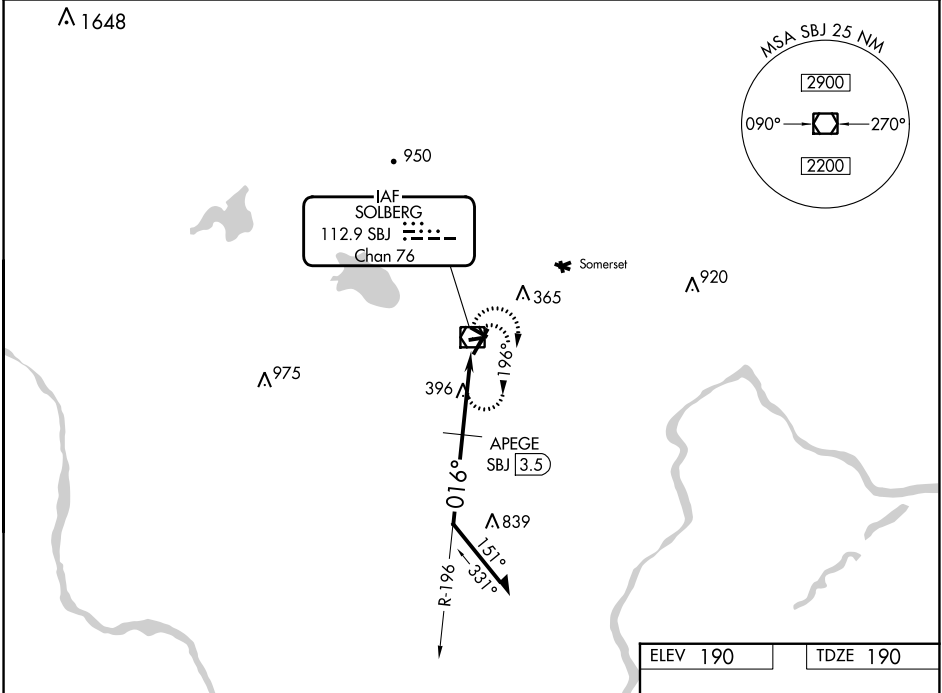 1648
MSA SBJ 25 NM
2900
090°
270°
2200
950
IAF
SOLBERG
112.9 SBJ
Chan 76
Somerset
365
920
975
196°
396
APEGE
SBJ 3.5
016°
839
151°
331°
R-196
ELEV 190
TDZE 190